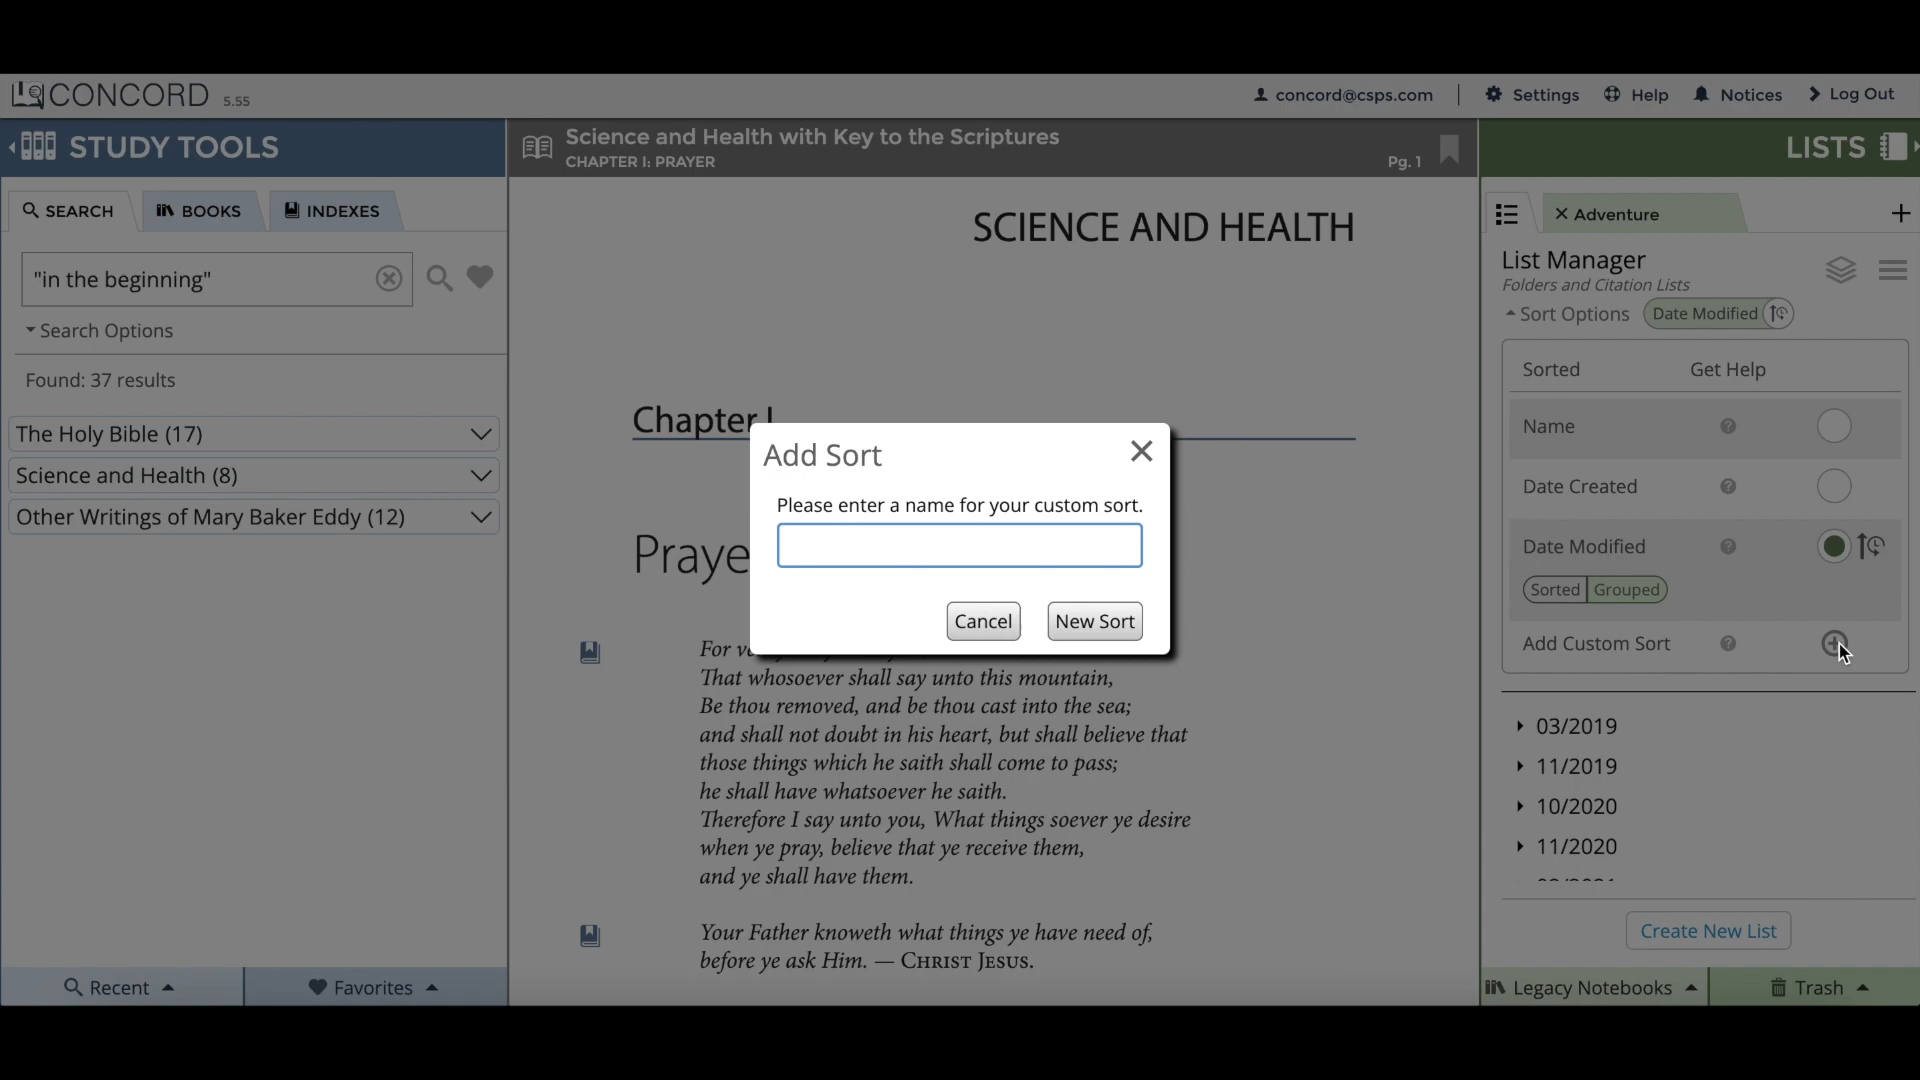 CONCORD 5.55
concord@csps.com Settings Help Notices Log Out
STUDY TOOLS
SEARCH BOOKS INDEXES
"in the beginning"
Search Options
Found: 37 results
The Holy Bible (17)
Science and Health (8)
Other Writings of Mary Baker Eddy (12)
Recent Favorites
Science and Health with Key to the Scriptures
CHAPTER I: PRAYER Pg. 1
SCIENCE AND HEALTH
Chapter I
Add Sort
Please enter a name for your custom sort.
Cancel New Sort
For
That whosoever shall say unto this mountain,
Be thou removed, and be thou cast into the sea;
and shall not doubt in his heart, but shall believe that
those things which he saith shall come to pass;
he shall have whatsoever he saith.
Therefore I say unto you, What things soever ye desire
when ye pray, believe that ye receive them,
and ye shall have them.
Your Father knoweth what things ye have need of,
before ye ask Him. — CHRIST JESUS.
LISTS
Adventure
List Manager
Folders and Citation Lists
Sort Options Date Modified
Sorted Get Help
Name
Date Created
Date Modified
Sorted Grouped
Add Custom Sort
03/2019
11/2019
10/2020
11/2020
Create New List
Legacy Notebooks Trash